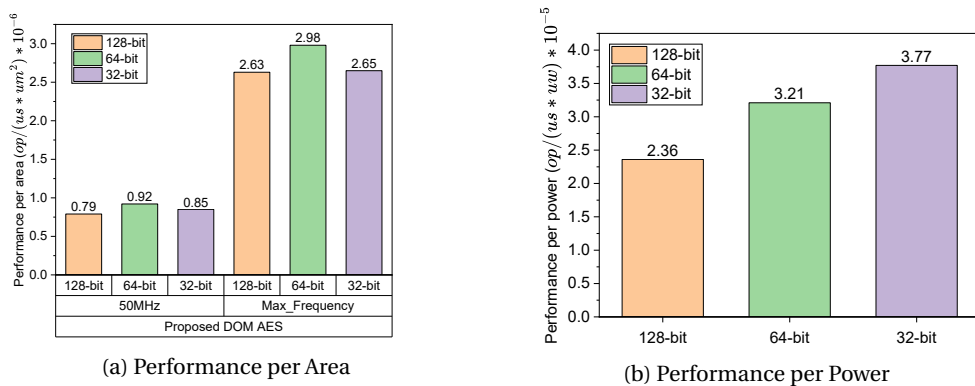 Performance per area (op/(us * um²) * 10⁻⁶
3.0
2.5
2.0
1.5
1.0
0.5
0.0
128-bit
64-bit
32-bit
0.79
0.92
0.85
2.63
2.98
2.65
128-bit 64-bit 32-bit 128-bit 64-bit 32-bit
50MHz Max_Frequency
Proposed DOM AES
(a) Performance per Area
Performance per power (op/(us * uw) * 10⁻⁵
4.0
3.5
3.0
2.5
2.0
1.5
1.0
0.5
0.0
128-bit
64-bit
32-bit
2.36
3.21
3.77
128-bit 64-bit 32-bit
(b) Performance per Power